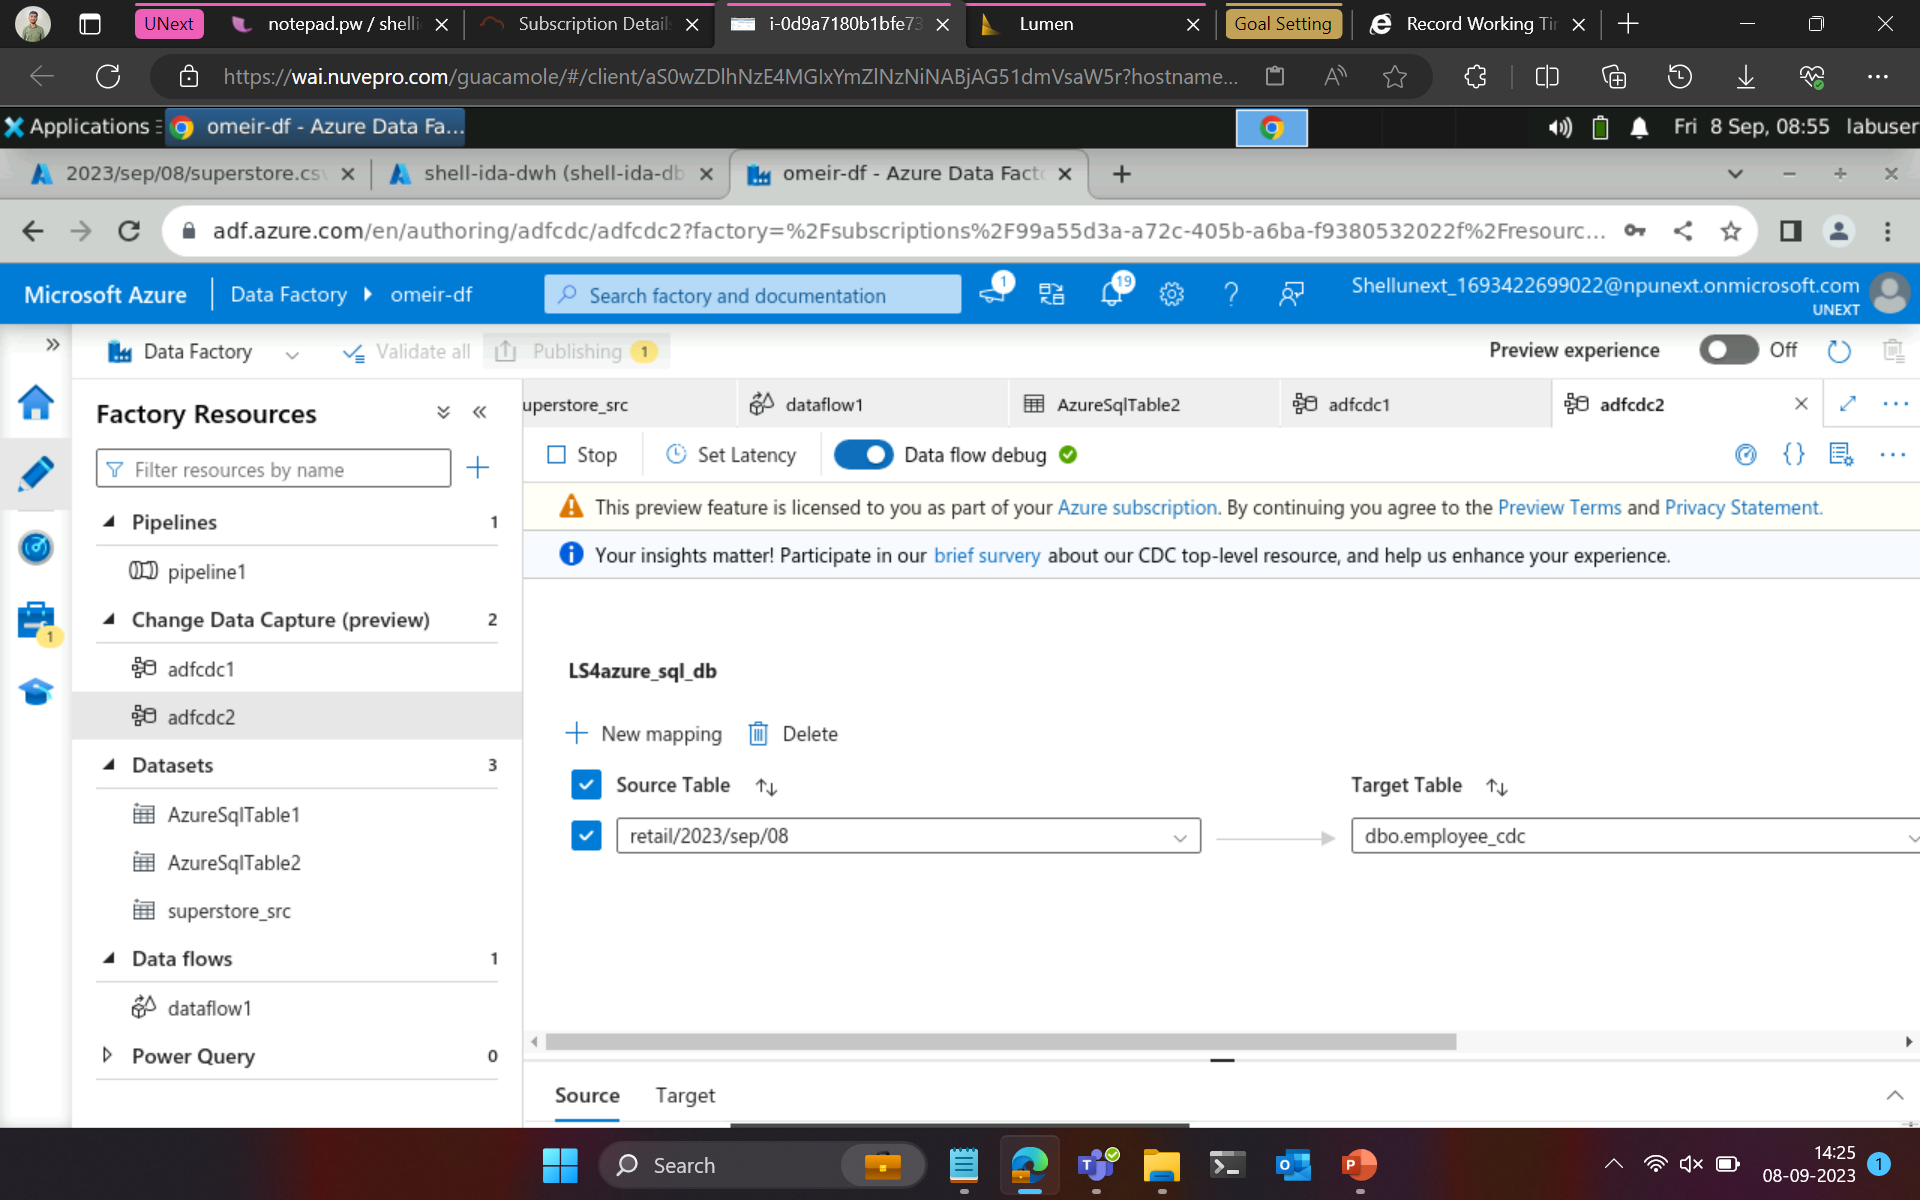 UNext
notepad.pw / shelli
Subscription Details
i-0d9a7180b1bfe73
Lumen
Goal Setting
Record Working Tir
https://wai.nuvepro.com/guacamole/#/client/
Applications
omeir-df - Azure Data Fa...
Fri 8 Sep, 08:55 labuser
2023/sep/08/superstore.csv
shell-ida-dwh (shell-ida-db
omeir-df - Azure Data Facto
adf.azure.com/en/authoring/adfcdc/adfcdc2?factory=%2Fsubscriptions%2F99a55d3a-a72c-405b-a6ba-f9380532022f%2Fresourc...
Microsoft Azure
Data Factory
omeir-df
Search factory and documentation
1
19
Shellunext_1693422699022@npunext.onmicrosoft.com
UNEXT
Data Factory
Validate all
Publishing 1
Preview experience
Off
Factory Resources
superstore_src
dataflow1
AzureSqlTable2
adfcdc1
adfcdc2
Filter resources by name
Stop
Set Latency
Data flow debug
This preview feature is licensed to you as part of your Azure subscription. By continuing you agree to the Preview Terms and Privacy Statement.
Your insights matter! Participate in our brief survery about our CDC top-level resource, and help us enhance your experience.
Pipelines 1
pipeline1
Change Data Capture (preview) 2
adfcdc1
adfcdc2
Datasets 3
AzureSqlTable1
AzureSqlTable2
superstore_src
Data flows 1
dataflow1
Power Query 0
1
LS4azure_sql_db
New mapping
Delete
Source Table
Target Table
retail/2023/sep/08
dbo.employee_cdc
Source
Target
Search
14:25
08-09-2023
1